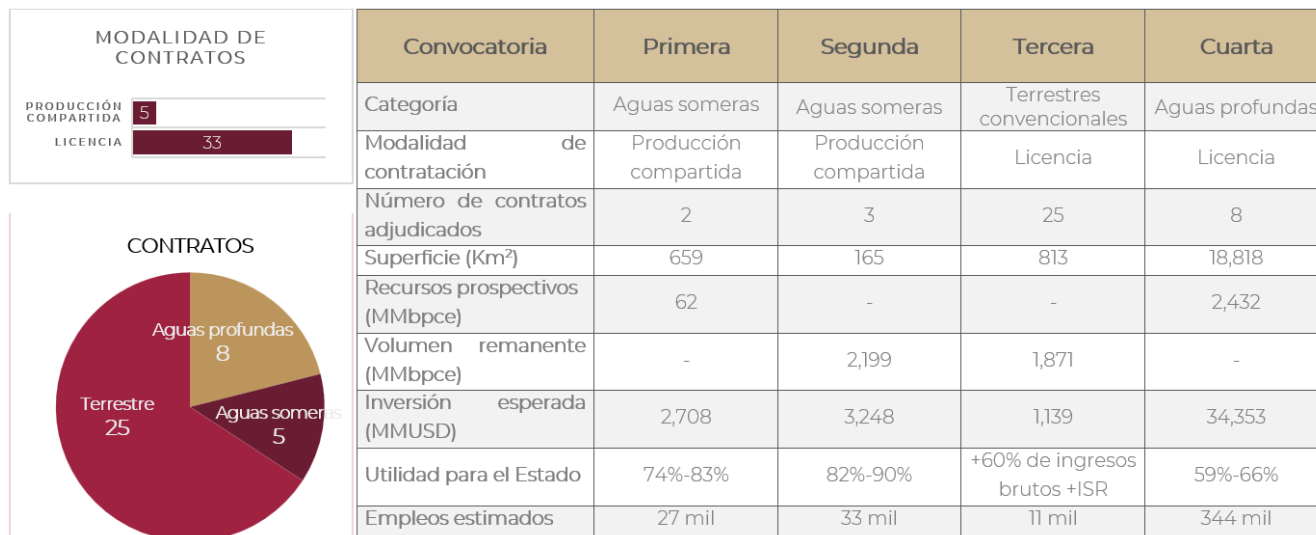 MODALIDAD DE
CONTRATOS
PRODUCCIÓN
COMPARTIDA
5
LICENCIA
33
CONTRATOS
Aguas profundas
8
Terrestre
25
Aguas someras
5
Convocatoria Primera Segunda Tercera Cuarta
Categoría Aguas someras Aguas someras Terrestres convencionales Aguas profundas
Modalidad de contratación Producción compartida Producción compartida Licencia Licencia
Número de contratos adjudicados 2 3 25 8
Superficie (Km²) 659 165 813 18,818
Recursos prospectivos (MMbpce) 62 - - 2,432
Volumen remanente (MMbpce) - 2,199 1,871 -
Inversión esperada (MMUSD) 2,708 3,248 1,139 34,353
Utilidad para el Estado 74%-83% 82%-90% +60% de ingresos brutos +ISR 59%-66%
Empleos estimados 27 mil 33 mil 11 mil 344 mil